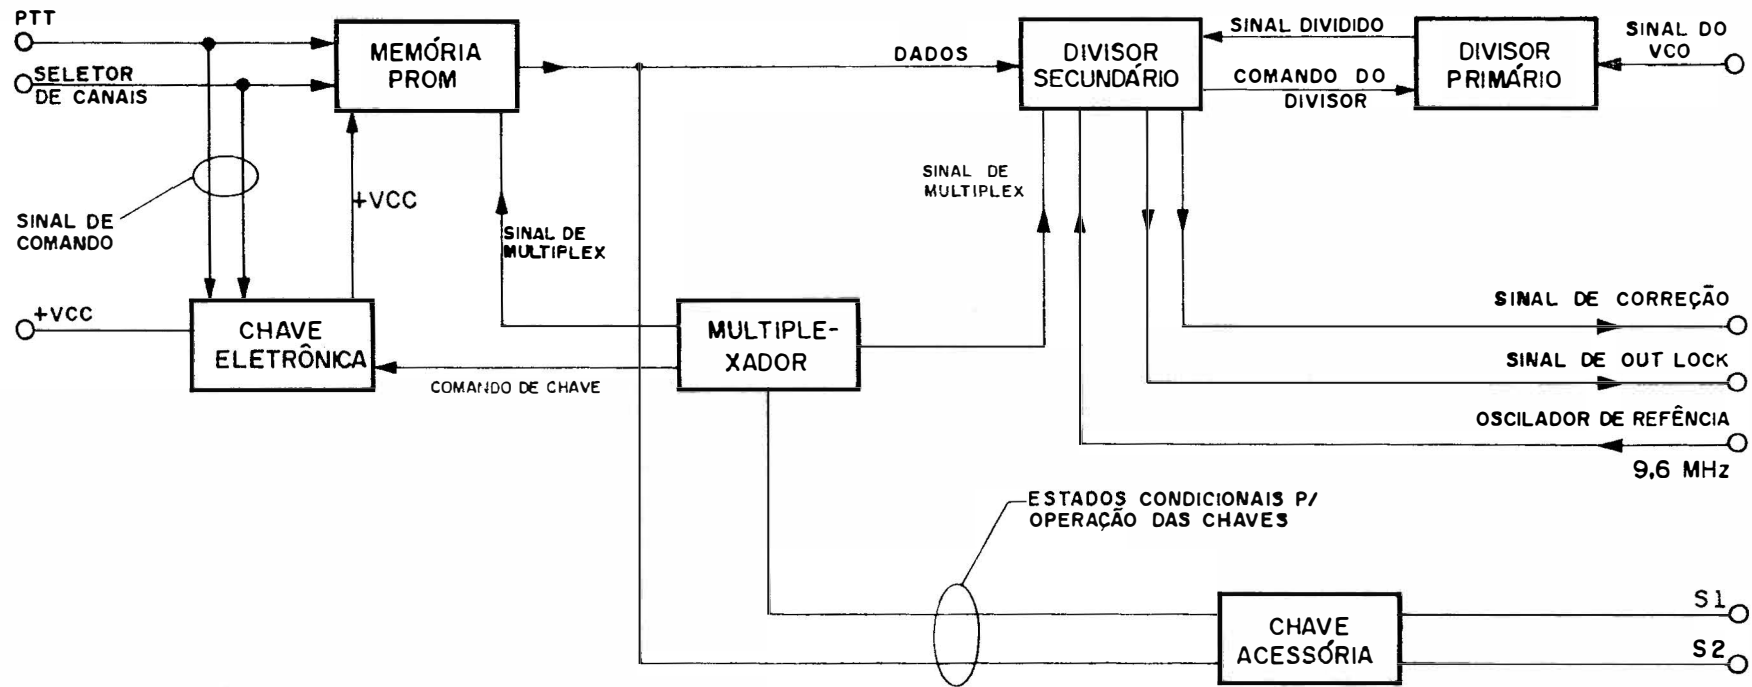 PTT
SELETOR
DE CANAIS
MEMÓRIA
PROM
DADOS
DIVISOR
SECUNDÁRIO
SINAL DIVIDIDO
COMANDO DO
DIVISOR
DIVISOR
PRIMÁRIO
SINAL DO
VCO
SINAL DE
COMANDO
+VCC
SINAL DE
MULTIPLEX
SINAL DE
MULTIPLEX
+VCC
CHAVE
ELETRÔNICA
COMANDO DE CHAVE
MULTIPLE-
XADOR
SINAL DE CORREÇÃO
SINAL DE OUT LOCK
OSCILADOR DE REFÊNCIA
9,6 MHz
ESTADOS CONDICIONAIS P/
OPERAÇÃO DAS CHAVES
CHAVE
ACESSÓRIA
S1
S2